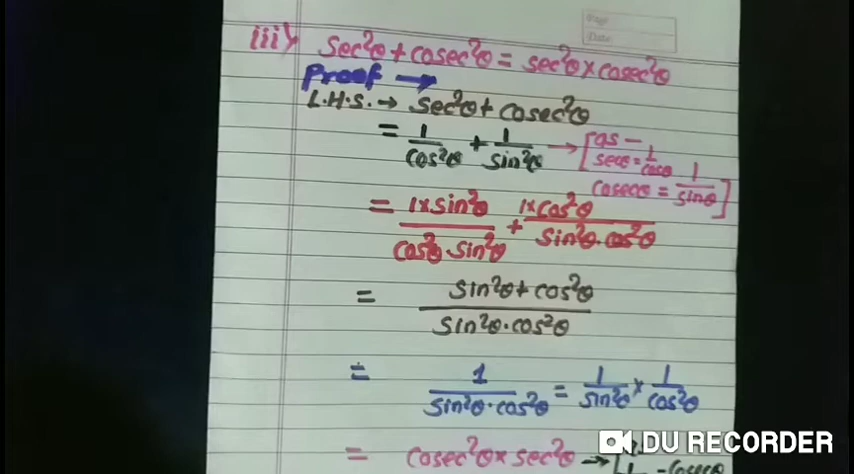 Page
Date
iii) sec²θ + cosec²θ = sec²θ × cosec²θ
Proof →
L.H.S. → sec²θ + cosec²θ
= 1/cos²θ + 1/sin²θ → [as -
secθ = 1/cosθ
cosecθ = 1/sinθ]
= 1×sin²θ/cos²θ·sin²θ + 1×cos²θ/sin²θ·cos²θ
= sin²θ + cos²θ/sin²θ·cos²θ
= 1/sin²θ·cos²θ = 1/sin²θ × 1/cos²θ
= cosec²θ × sec²θ →
DU RECORDER